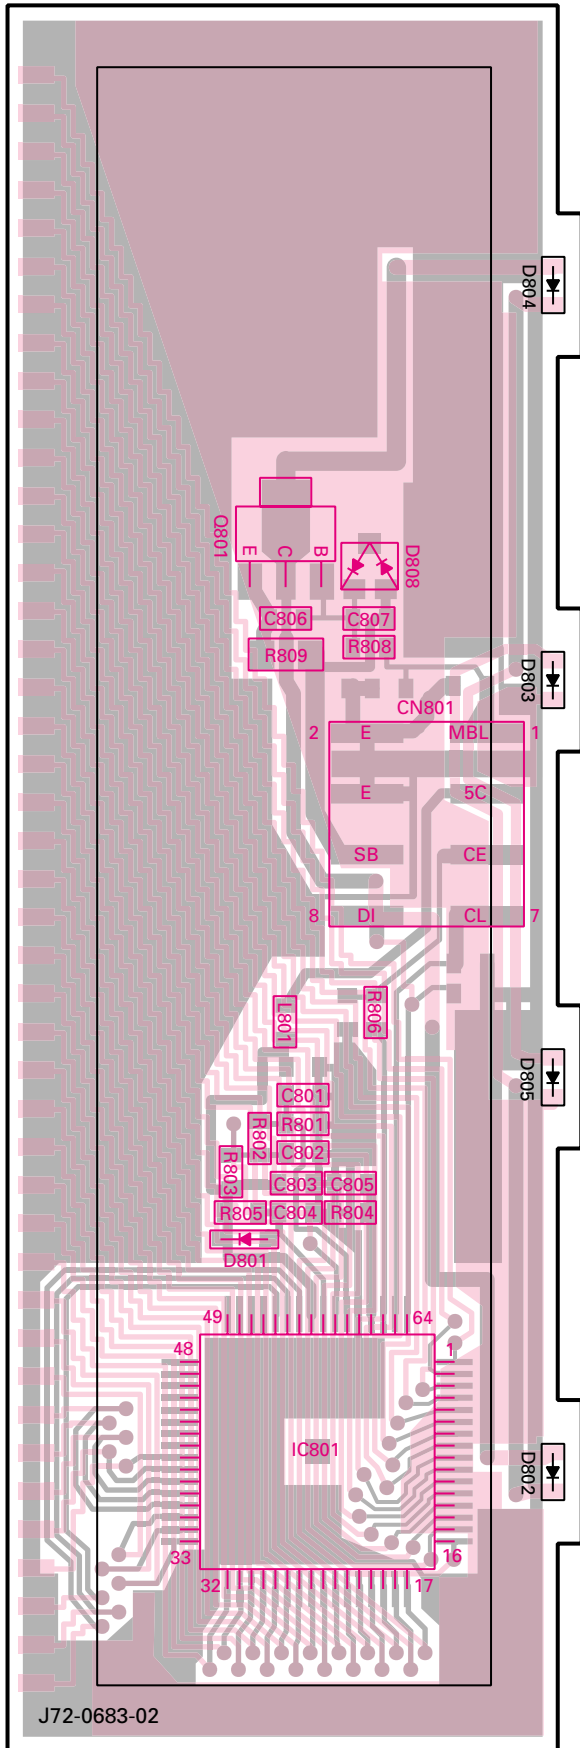 D804
Q801
E C B
D808
C806
C807
R809
R808
D803
CN801
2 E MBL 1
E 5C
SB CE
8 DI CL 7
L801
R806
D805
C801
R802
R801
R803
C802
C803
C805
R805
C804
R804
D801
49 64
48 1
IC801
D802
33 16
32 17
J72-0683-02